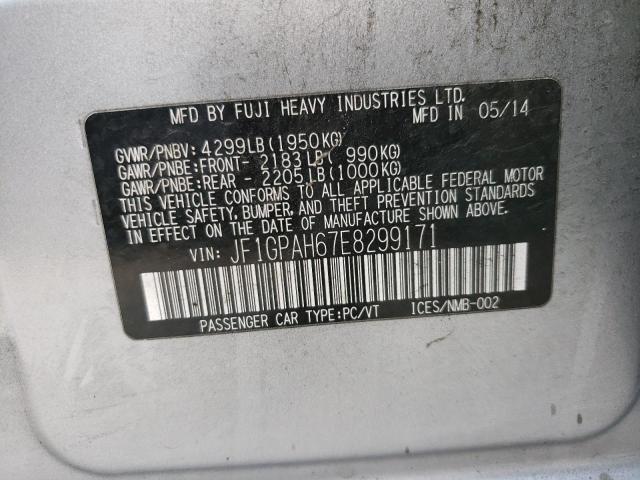 MFD BY FUJI HEAVY INDUSTRIES LTD.
MFD IN 05/14
GVWR/PNBV: 4299LB(1950KG)
GAWR/PNBE:FRONT- 2183LB( 990KG)
GAWR/PNBE:REAR - 2205LB(1000KG)
THIS VEHICLE CONFORMS TO ALL APPLICABLE FEDERAL MOTOR
VEHICLE SAFETY, BUMPER, AND THEFT PREVENTION STANDARDS
IN EFFECT ON THE DATE OF MANUFACTURE SHOWN ABOVE.
VIN: JF1GPAH67E8299171
PASSENGER CAR TYPE:PC/VT ICES/NMB-002